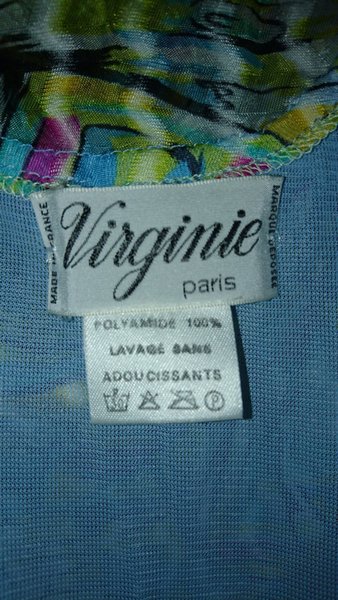 MADE IN FRANCE
Virginie
paris
MARQUE DEPOSEE
POLYAMIDE 100%
LAVAGE SANS
ADOUCISSANTS
P